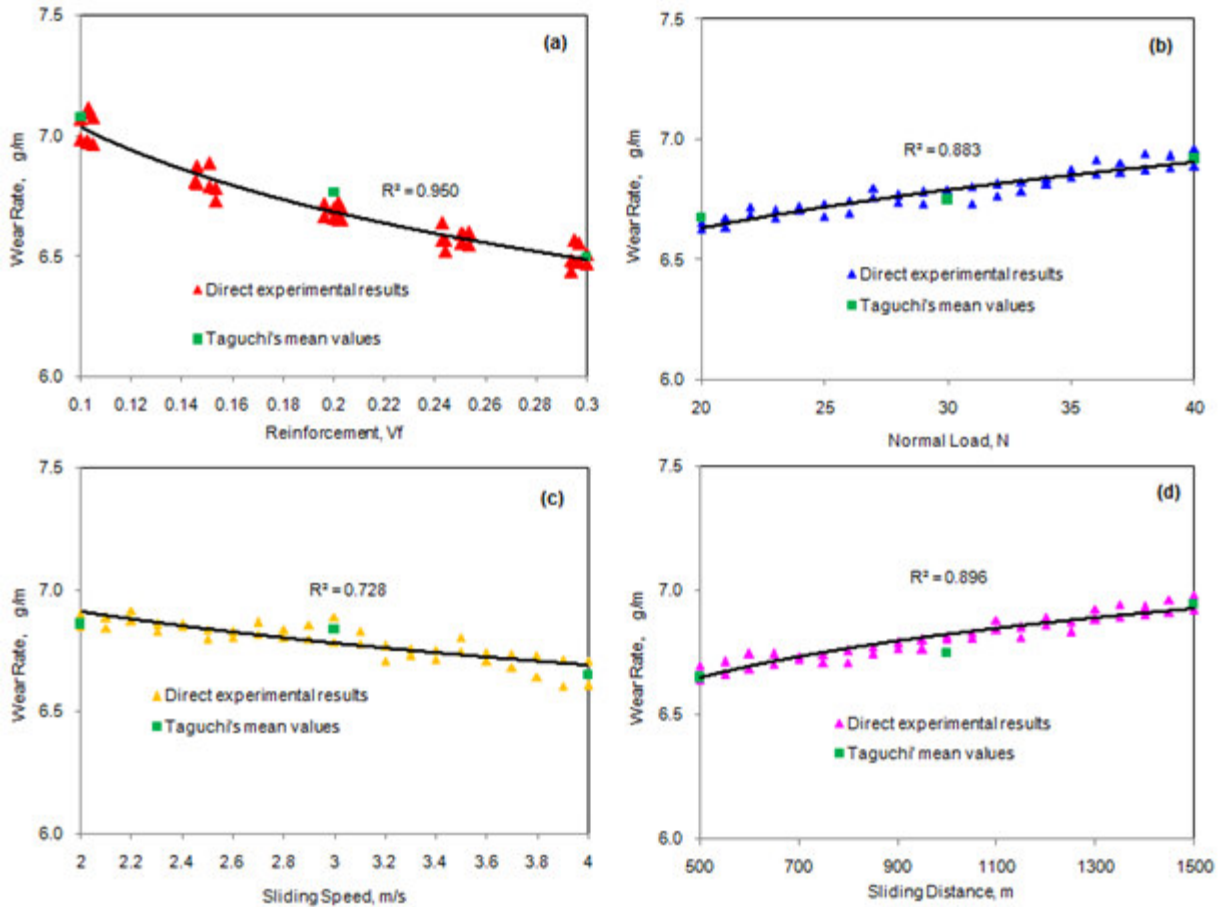 7.5
(a)
7.0
R² = 0.950
Wear Rate, g/m
6.5
Direct experimental results
Taguchi's mean values
6.0
0.1 0.12 0.14 0.16 0.18 0.2 0.22 0.24 0.26 0.28 0.3
Reinforcement, Vf
7.5
(b)
7.0
R² = 0.883
Wear Rate, g/m
6.5
Direct experimental results
Taguchi's mean values
6.0
20 25 30 35 40
Normal Load, N
7.5
(c)
7.0
R² = 0.728
Wear Rate, g/m
6.5
Direct experimental results
Taguchi's mean values
6.0
2 2.2 2.4 2.6 2.8 3 3.2 3.4 3.6 3.8 4
Sliding Speed, m/s
7.5
(d)
7.0
R² = 0.896
Wear Rate, g/m
6.5
Direct experimental results
Taguchi' mean values
6.0
500 700 900 1100 1300 1500
Sliding Distance, m